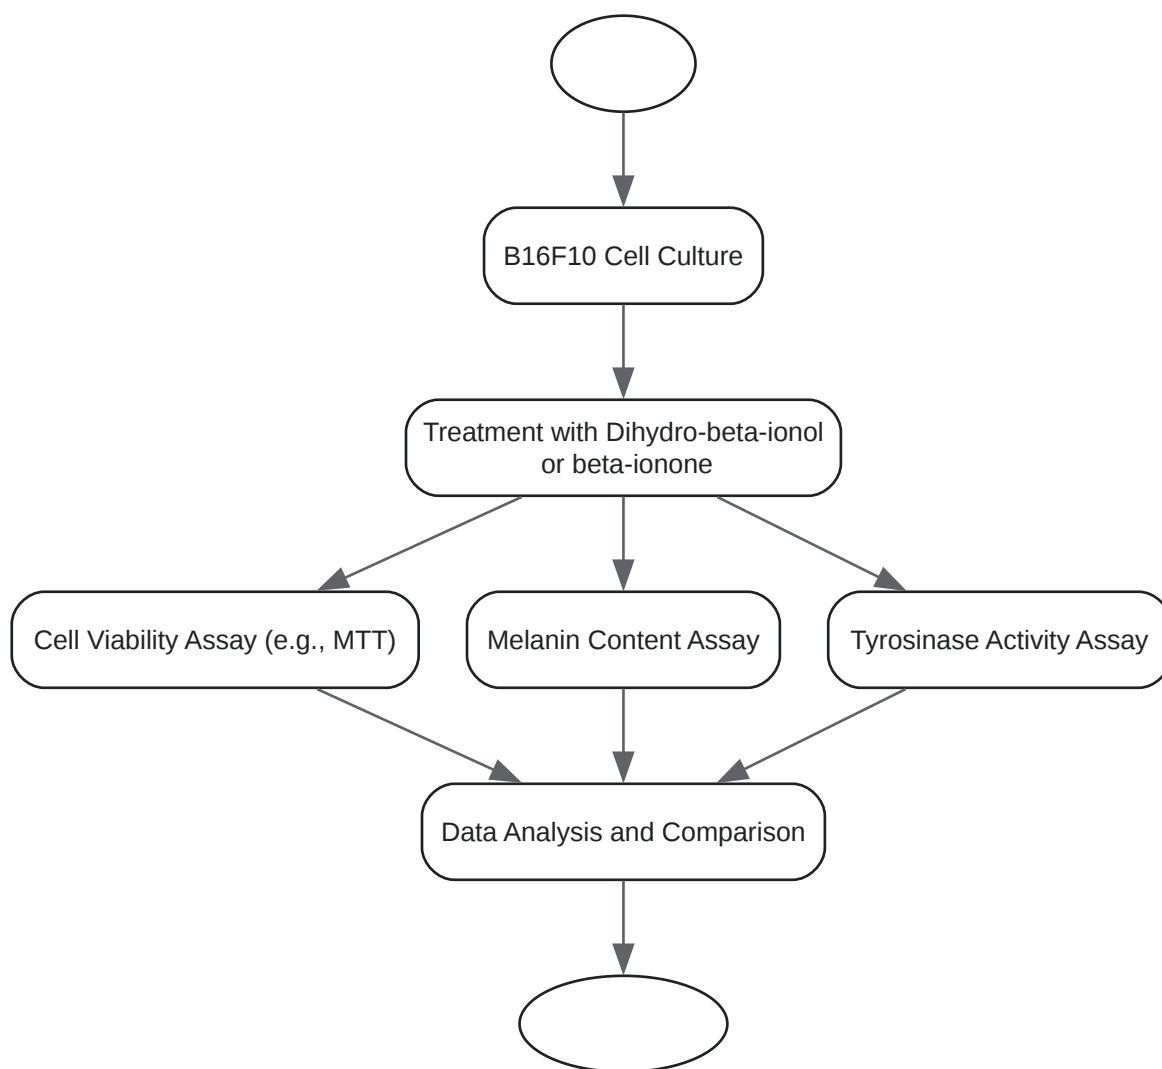 B16F10 Cell Culture
Treatment with Dihydro-beta-ionol
or beta-ionone
Cell Viability Assay (e.g., MTT)
Melanin Content Assay
Tyrosinase Activity Assay
Data Analysis and Comparison